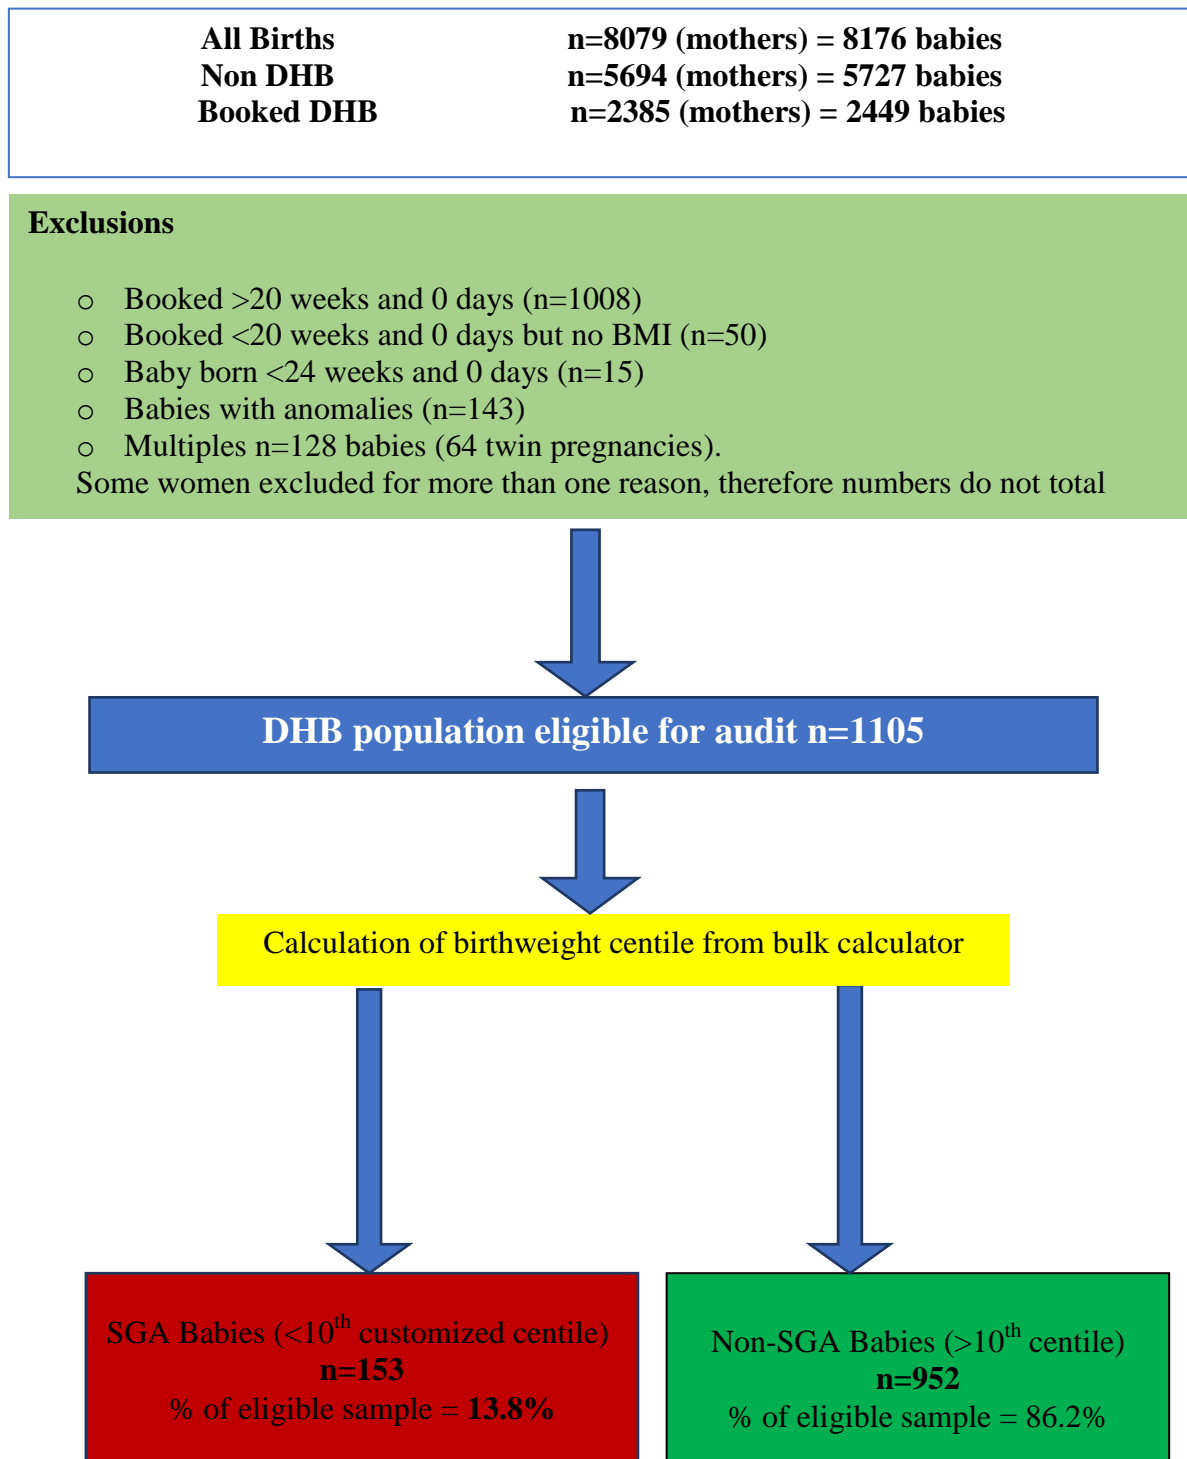 All Births n=8079 (mothers) = 8176 babies
Non DHB n=5694 (mothers) = 5727 babies
Booked DHB n=2385 (mothers) = 2449 babies
Exclusions
o Booked >20 weeks and 0 days (n=1008)
o Booked <20 weeks and 0 days but no BMI (n=50)
o Baby born <24 weeks and 0 days (n=15)
o Babies with anomalies (n=143)
o Multiples n=128 babies (64 twin pregnancies).
Some women excluded for more than one reason, therefore numbers do not total
DHB population eligible for audit n=1105
Calculation of birthweight centile from bulk calculator
SGA Babies (<10th customized centile)
n=153
% of eligible sample = 13.8%
Non-SGA Babies (>10th centile)
n=952
% of eligible sample = 86.2%